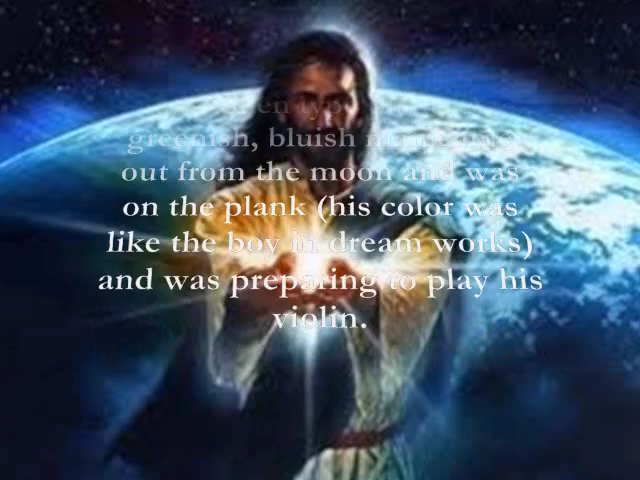 greenish, bluish
out from the moon and was
on the plank (his color was
like the boy in dream works)
and was preparing to play his
violin.